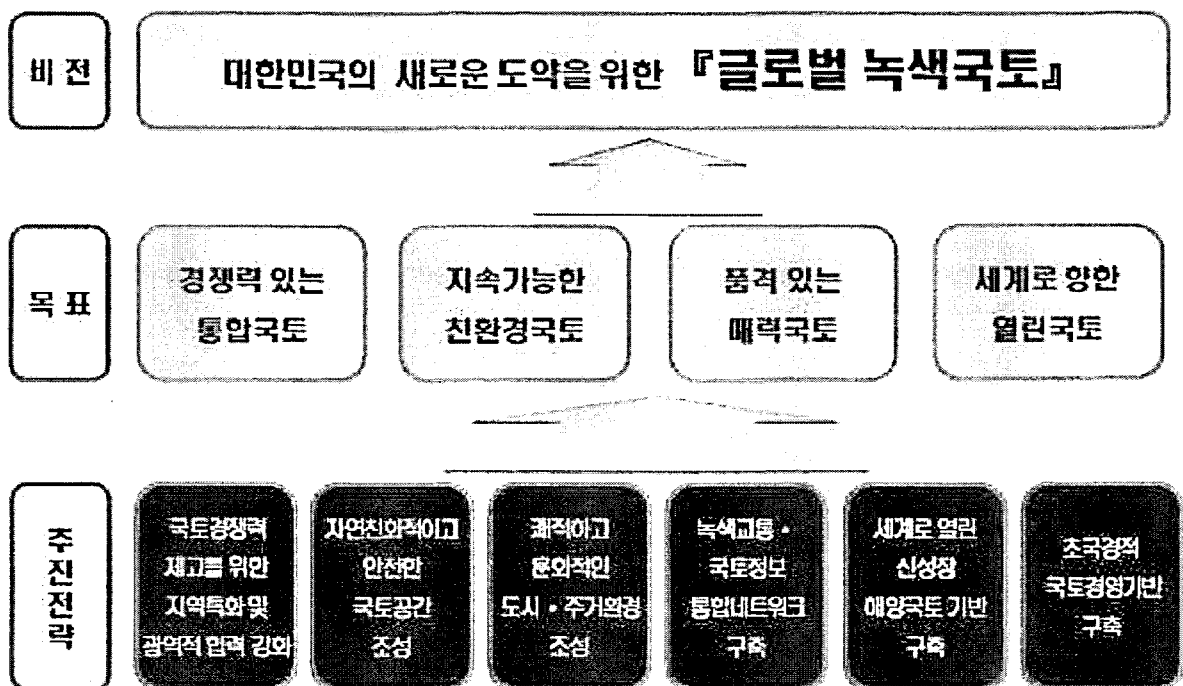 비 전
대한민국의 새로운 도약을 위한 『글로벌 녹색국토』
목 표
경쟁력 있는
통합국토
지속가능한
친환경국토
품격 있는
매력국토
세계로 향한
열린국토
추진전략
국토경쟁력
제고를 위한
지역특화 및
광역적 협력 강화
자연친화적이고
안전한
국토공간
조성
쾌적하고
문화적인
도시·주거환경
조성
녹색교통·
국토정보
통합네트워크
구축
세계로 열린
신성장
해양국토 기반
구축
초국경적
국토경영기반
구축